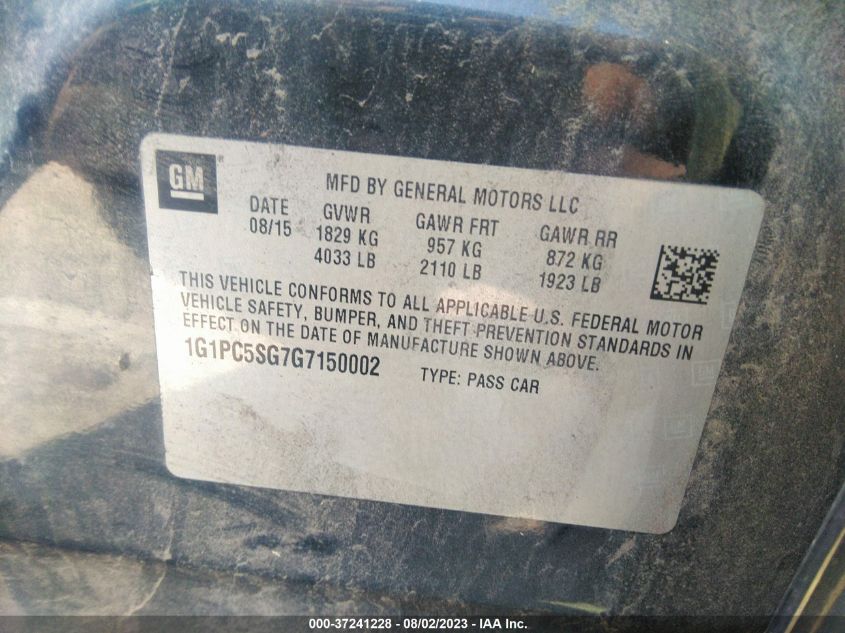 GM
MFD BY GENERAL MOTORS LLC
DATE GVWR GAWR FRT GAWR RR
08/15 1829 KG 957 KG 872 KG
4033 LB 2110 LB 1923 LB
THIS VEHICLE CONFORMS TO ALL APPLICABLE U.S. FEDERAL MOTOR
VEHICLE SAFETY, BUMPER, AND THEFT PREVENTION STANDARDS IN
EFFECT ON THE DATE OF MANUFACTURE SHOWN ABOVE.
1G1PC5SG7G7150002 TYPE: PASS CAR
000-37241228 - 08/02/2023 - IAA Inc.